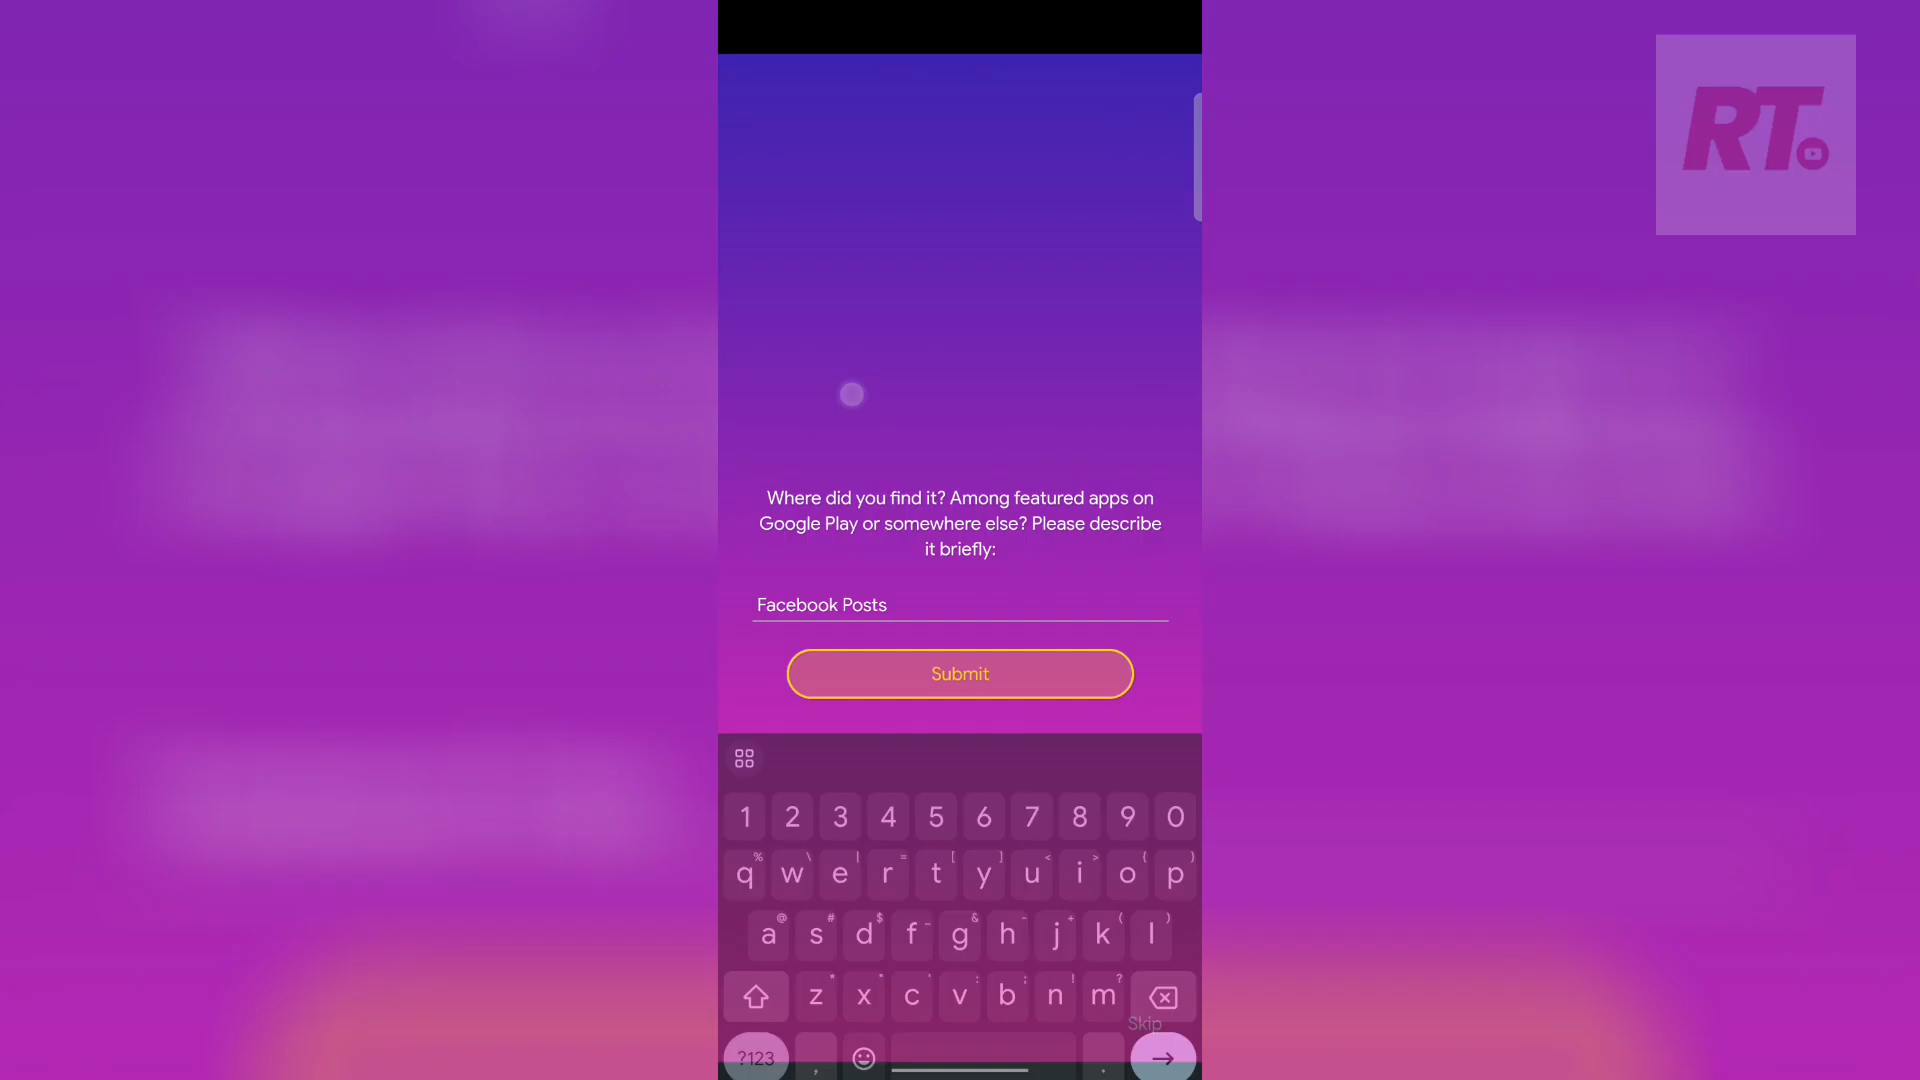 RT
Where did you find it? Among featured apps on
Google Play or somewhere else? Please describe
it briefly:
Facebook Posts
Submit
1 2 3 4 5 6 7 8 9 0
% \ | = [ ] < > { }
q w e r t y u i o p
@ # $ _ & - + ( )
a s d f g h j k l
* " ' : ; ! ?
z x c v b n m
Skip
?123 , .